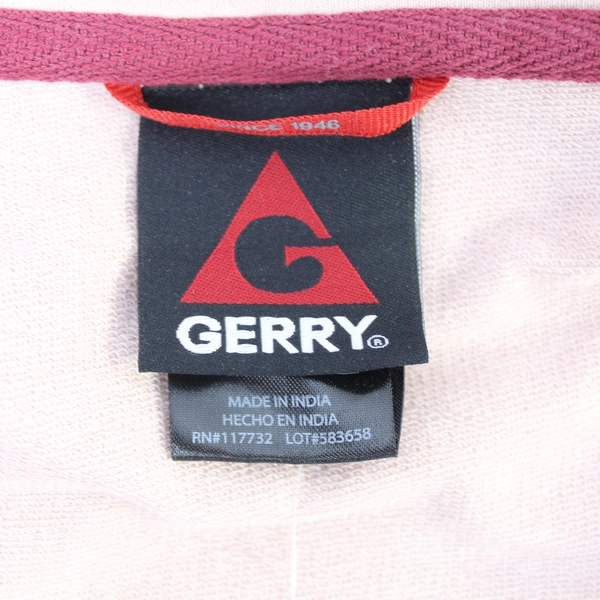 SINCE 1946
G
GERRY®
MADE IN INDIA
HECHO EN INDIA
RN#117732 LOT#583658